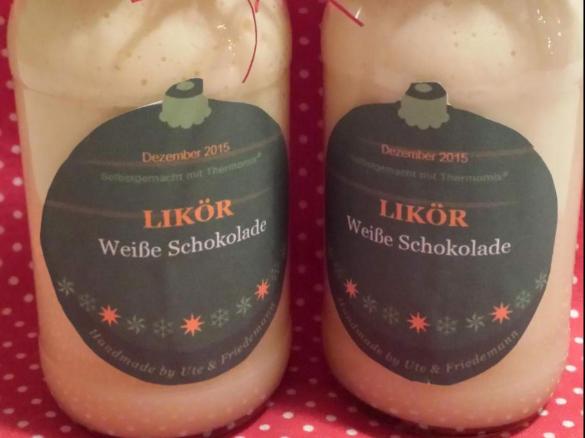 Dezember 2015
Selbstgemacht mit Thermomix®
LIKÖR
Weiße Schokolade
Handmade by Ute & Friedemann
Dezember 2015
Selbstgemacht mit Thermomix®
LIKÖR
Weiße Schokolade
Handmade by Ute & Friedemann